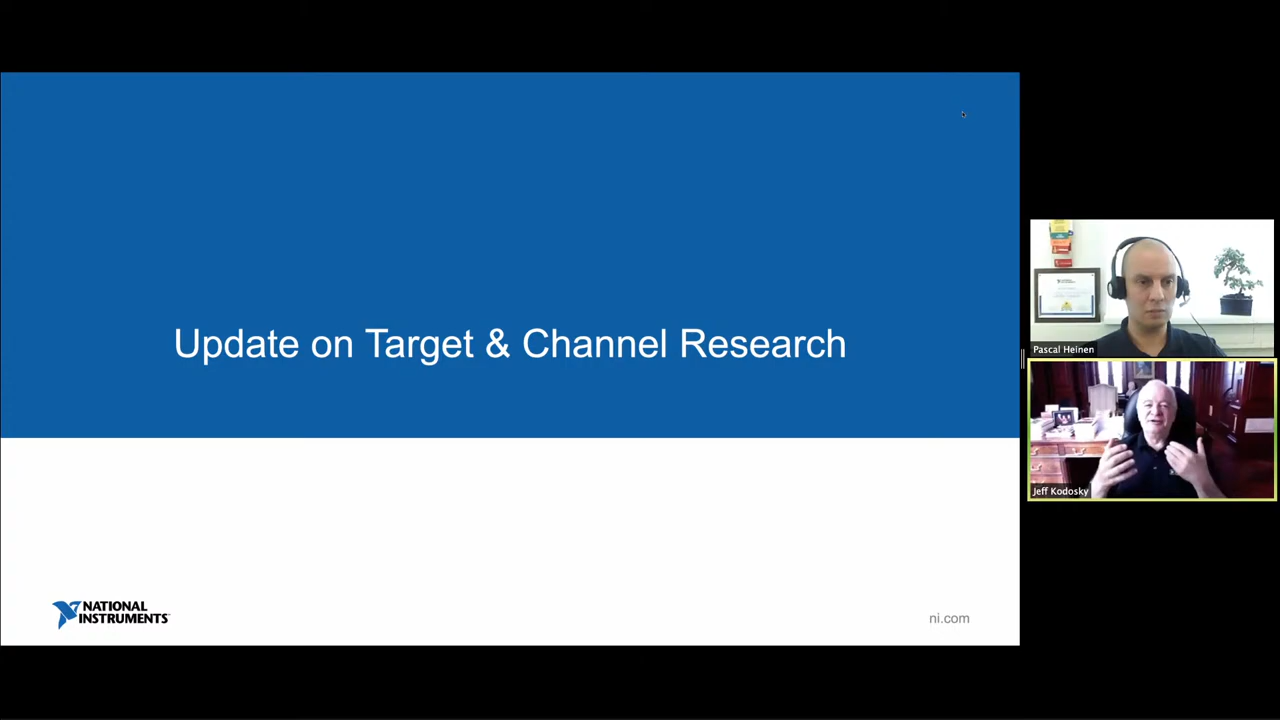 Update on Target & Channel Research
NATIONAL
INSTRUMENTS
ni.com
Pascal Heinen
Jeff Kodosky